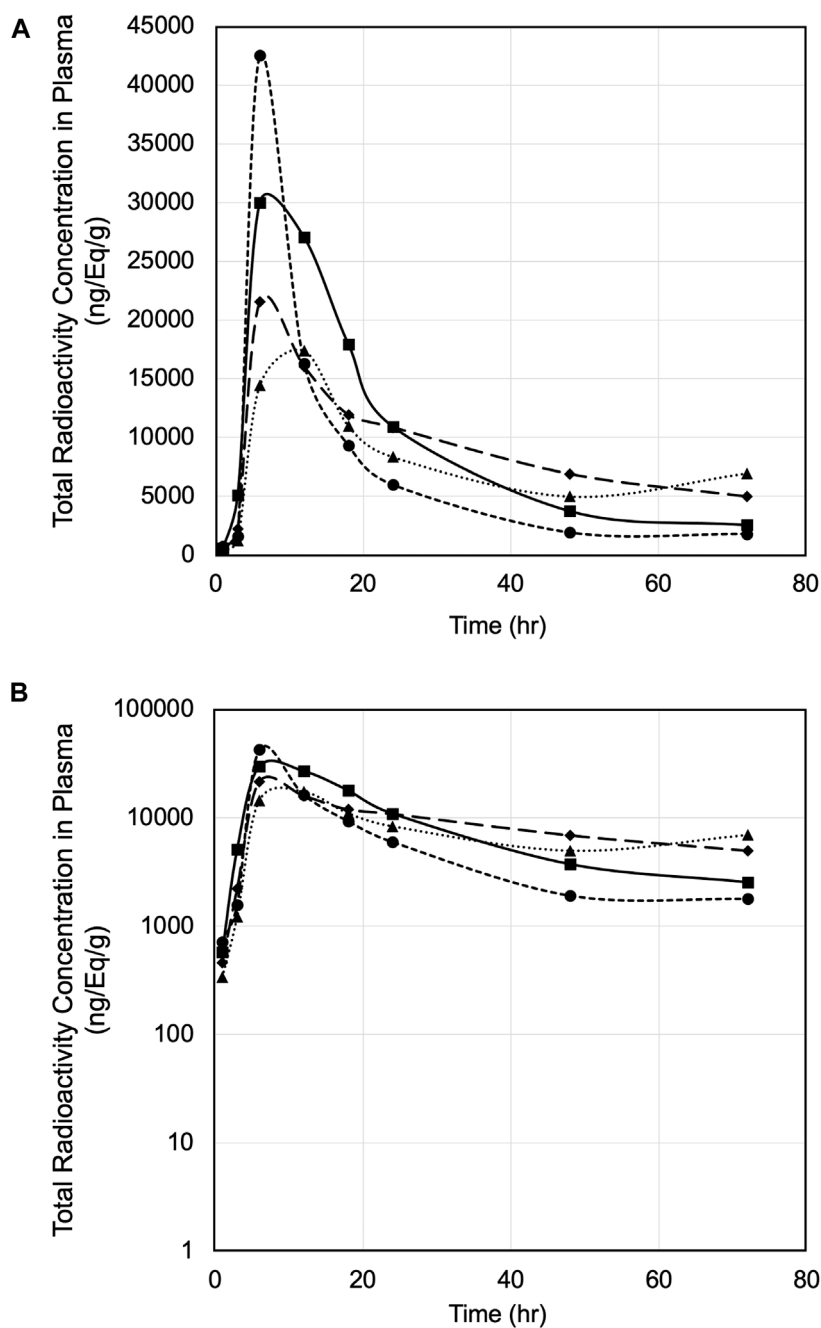 A
Total Radioactivity Concentration in Plasma
(ng/Eq/g)
45000
40000
35000
30000
25000
20000
15000
10000
5000
0
0 20 40 60 80
Time (hr)
B
Total Radioactivity Concentration in Plasma
(ng/Eq/g)
100000
10000
1000
100
10
1
0 20 40 60 80
Time (hr)